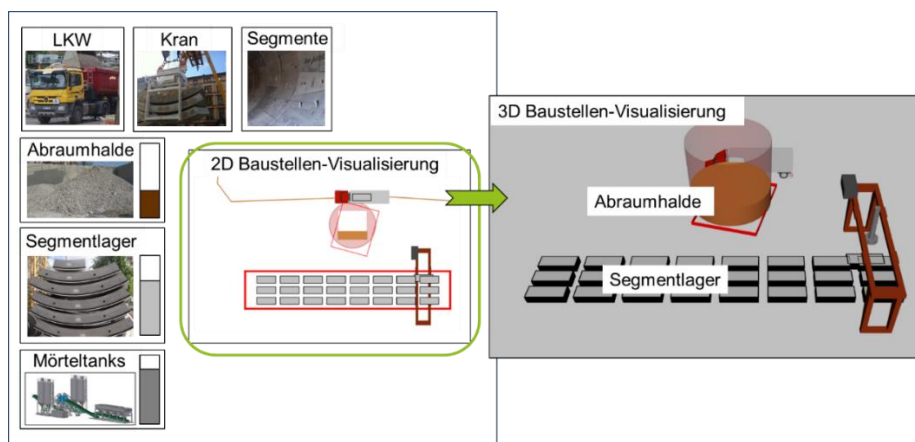 LKW
Kran
Segmente
Abraumhalde
Segmentlager
Mörteltanks
2D Baustellen-Visualisierung
3D Baustellen-Visualisierung
Abraumhalde
Segmentlager